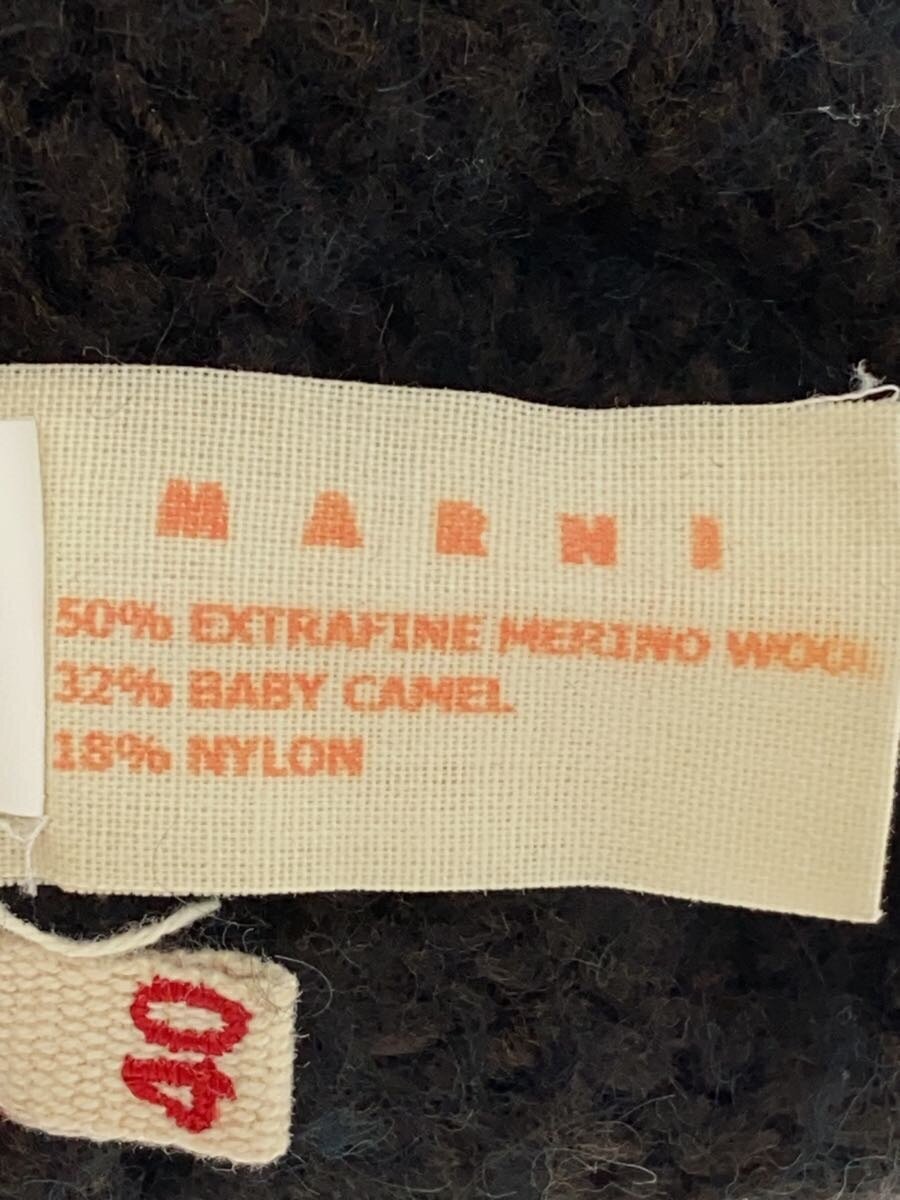 MARNI
50% EXTRAFINE MERINO WOOL
32% BABY CAMEL
18% NYLON
40